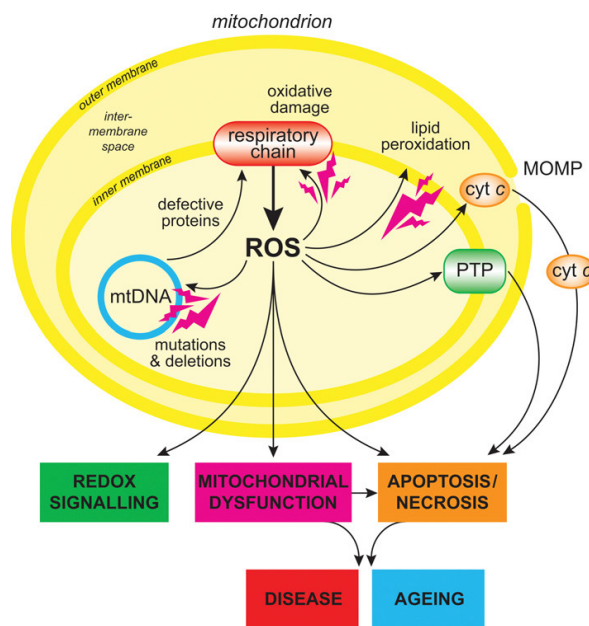 mitochondrion
outer membrane
inter-
membrane
space
inner membrane
oxidative
damage
respiratory
chain
lipid
peroxidation
MOMP
cyt c
defective
proteins
ROS
PTP
cyt c
mtDNA
mutations
& deletions
REDOX
SIGNALLING
MITOCHONDRIAL
DYSFUNCTION
APOPTOSIS/
NECROSIS
DISEASE
AGEING